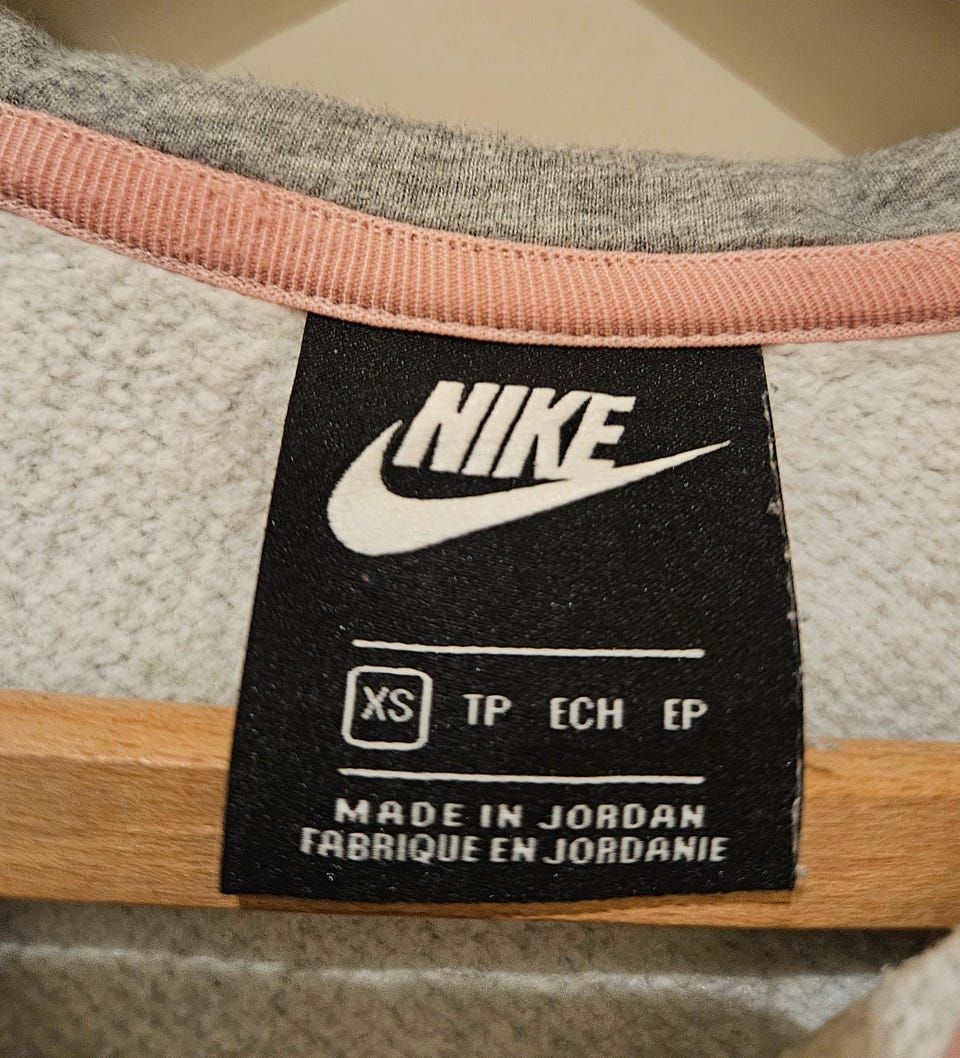 NIKE
XS TP ECH EP
MADE IN JORDAN
FABRIQUE EN JORDANIE